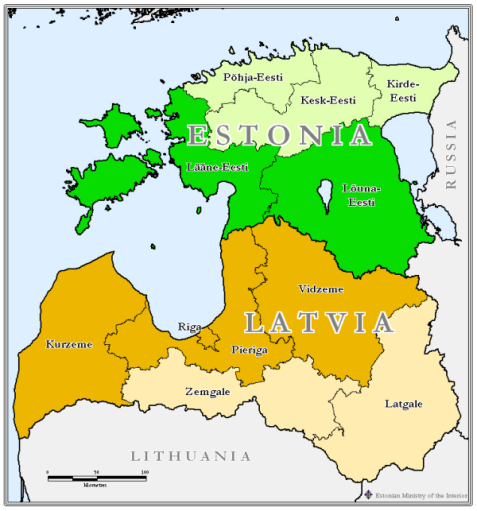 Põhja-Eesti
Kirde-
Eesti
Kesk-Eesti
ESTONIA
RUSSIA
Lääne-Eesti
Lõuna-
Eesti
Vidzeme
Riga
LATVIA
Kurzeme
Pieriga
Zemgale
Latgale
LITHUANIA
0 50 100
Kilometers
Estonian Ministry of the Interior